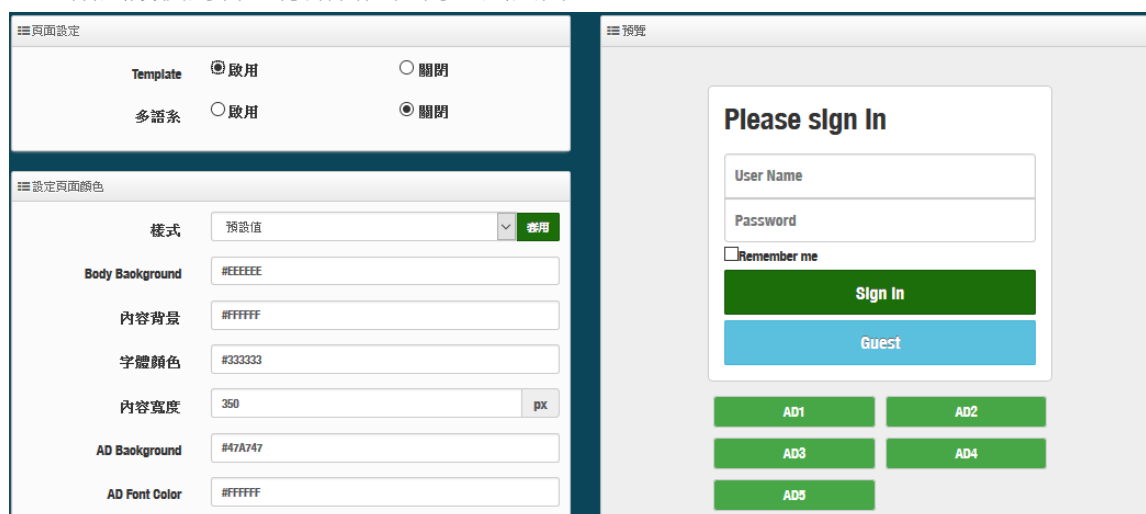 頁面設定
Template 啟用 關閉
多語系 啟用 關閉
設定頁面顏色
樣式 預設值 套用
Body Background #EEEEEE
內容背景 #FFFFFF
字體顏色 #333333
內容寬度 350 px
AD Background #47A747
AD Font Color #FFFFFF
預覽
Please sign In
User Name
Password
Remember me
Sign In
Guest
AD1 AD2
AD3 AD4
AD5